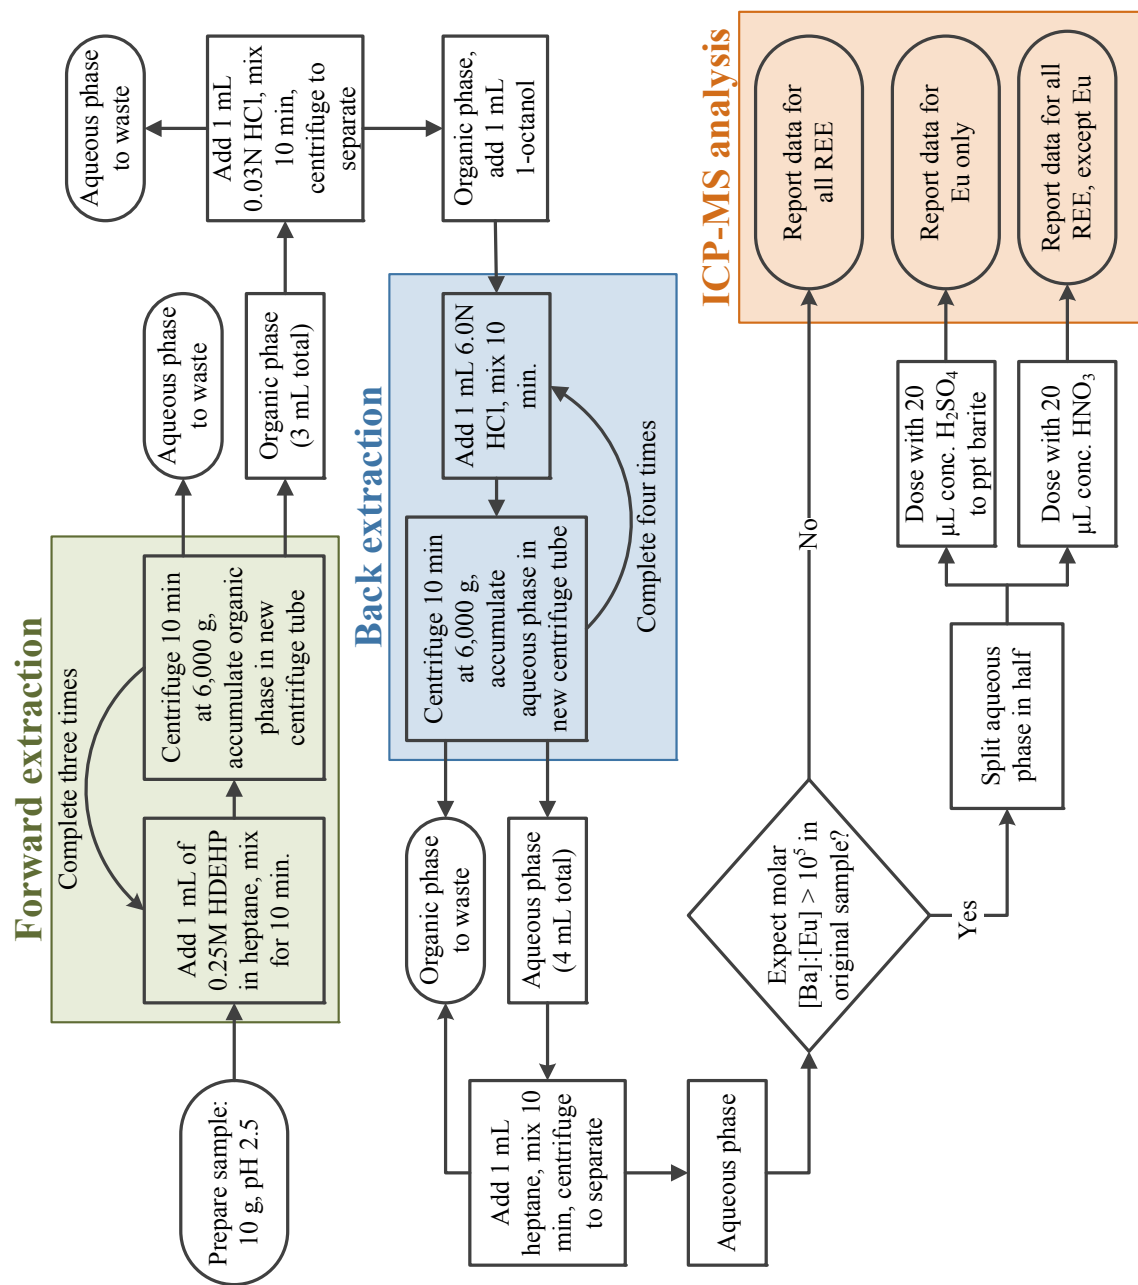 Forward extraction
Complete three times
Prepare sample:
10 g, pH 2.5
Add 1 mL of
0.25M HDEHP
in heptane, mix
for 10 min.
Centrifuge 10 min
at 6,000 g,
accumulate organic
phase in new
centrifuge tube
Aqueous phase
to waste
Organic phase
(3 mL total)
Aqueous phase
to waste
Add 1 mL
0.03N HCl, mix
10 min,
centrifuge to
separate
Organic phase,
add 1 mL
1-octanol
Back extraction
Add 1 mL 6.0N
HCl, mix 10
min.
Centrifuge 10 min
at 6,000 g,
accumulate
aqueous phase in
new centrifuge tube
Complete four times
Organic phase
to waste
Aqueous phase
(4 mL total)
Add 1 mL
heptane, mix 10
min, centrifuge
to separate
Aqueous phase
Expect molar
[Ba]:[Eu] > 10⁵ in
original sample?
No
Yes
Split aqueous
phase in half
Dose with 20
µL conc. H₂SO₄
to ppt barite
Dose with 20
µL conc. HNO₃
ICP-MS analysis
Report data for
all REE
Report data for
Eu only
Report data for all
REE, except Eu